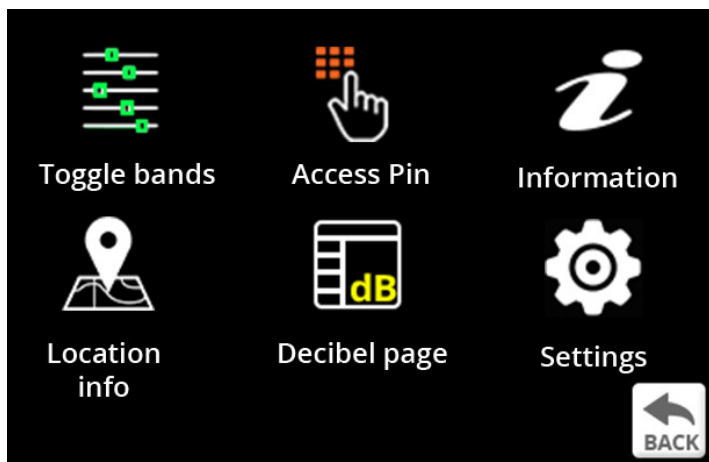 Toggle bands
Access Pin
Information
dB
Location
info
Decibel page
Settings
BACK